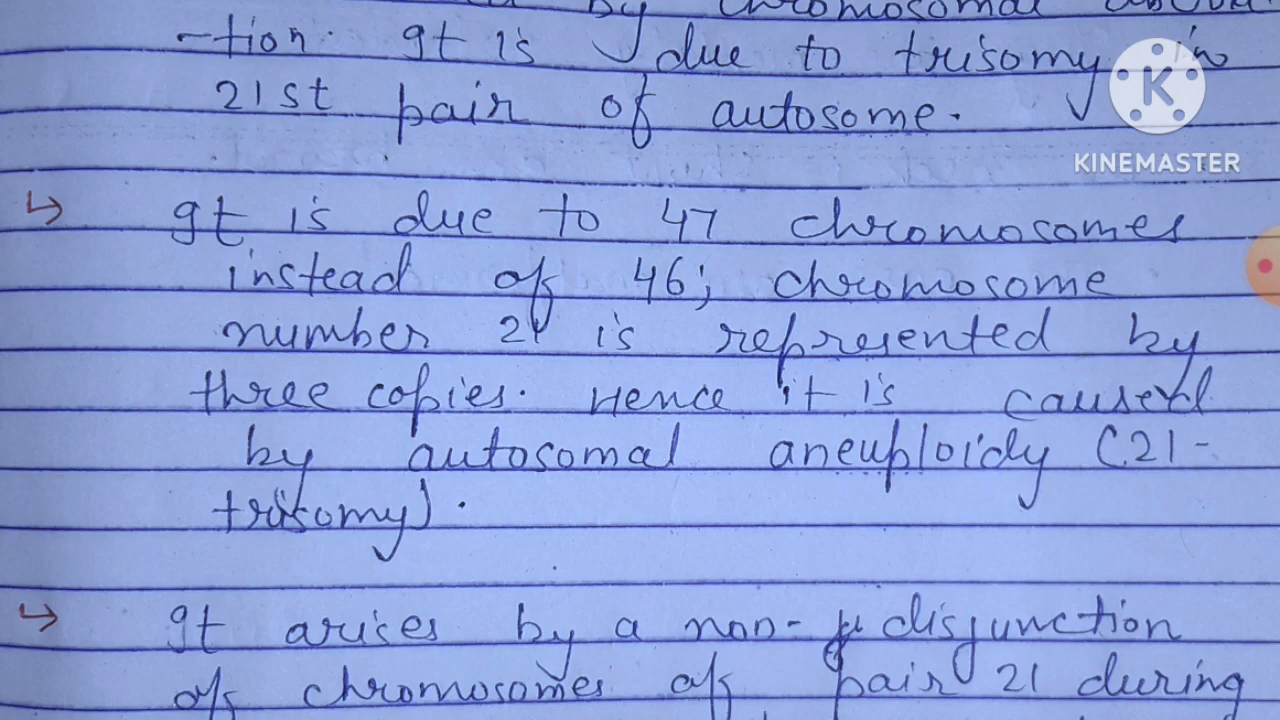 by chromosomal
-tion. It is due to trisomy in
21st pair of autosome.
KINEMASTER
↳ It is due to 47 chromosomes
instead of 46; chromosome
number 21 is represented by
three copies. Hence it is caused
by autosomal aneuploidy (21-
trisomy).
↳ It arises by a non-disjunction
of chromosomes of pair 21 during